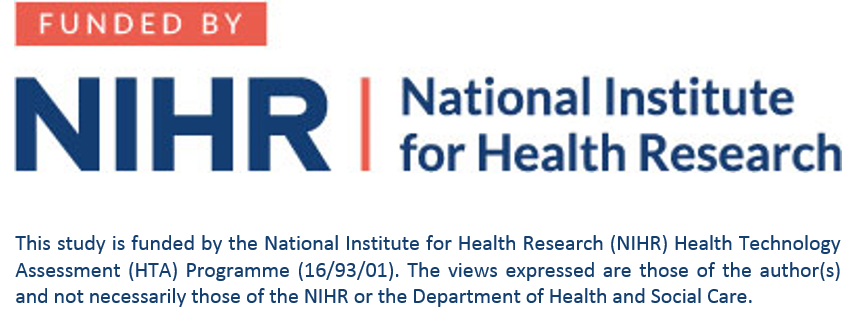 FUNDED BY
NIHR | National Institute
for Health Research
This study is funded by the National Institute for Health Research (NIHR) Health Technology
Assessment (HTA) Programme (16/93/01). The views expressed are those of the author(s)
and not necessarily those of the NIHR or the Department of Health and Social Care.